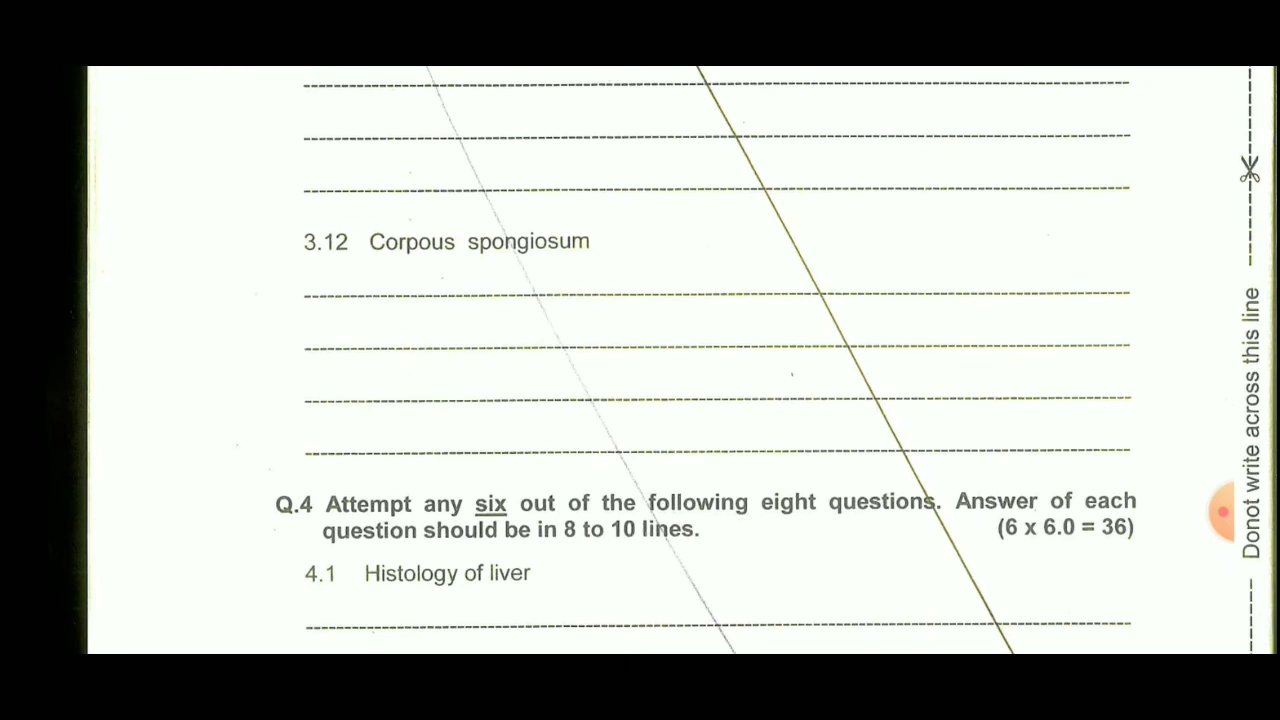 3.12 Corpous spongiosum
Q.4 Attempt any six out of the following eight questions. Answer of each
question should be in 8 to 10 lines. (6 x 6.0 = 36)
4.1 Histology of liver
Donot write across this line